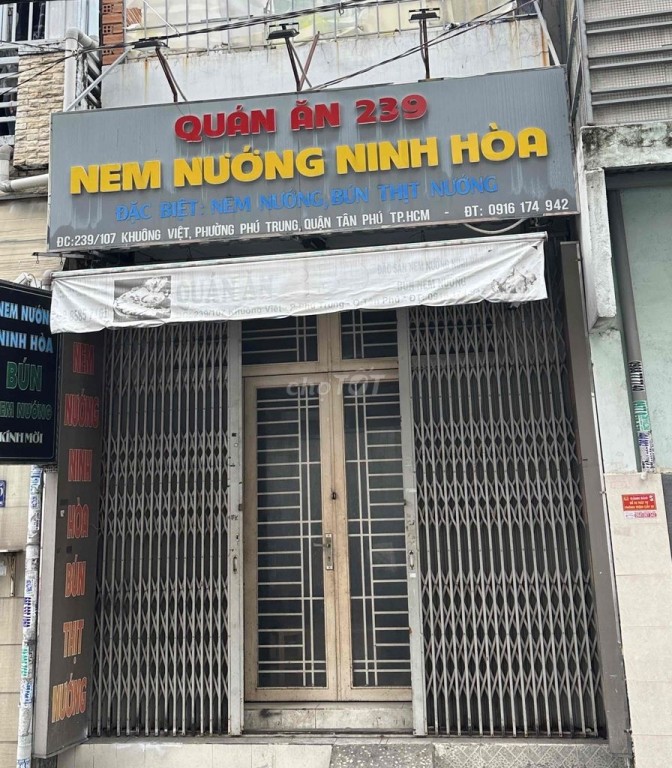 QUÁN ĂN 239
NEM NƯỚNG NINH HÒA
ĐẶC BIỆT: NEM NƯỚNG, BÚN THỊT NƯỚNG
ĐC:239/107 KHUÔNG VIỆT, PHƯỜNG PHÚ TRUNG, QUẬN TÂN PHÚ TP.HCM - ĐT: 0916 174 942
QUÁN ĂN
NEM NƯỚNG
NINH HÒA
BÚN
NEM NƯỚNG
KÍNH MỜI
NEM
NƯỚNG
NINH
HÒA
BÚN
THỊT
NƯỚNG
chợTỐT